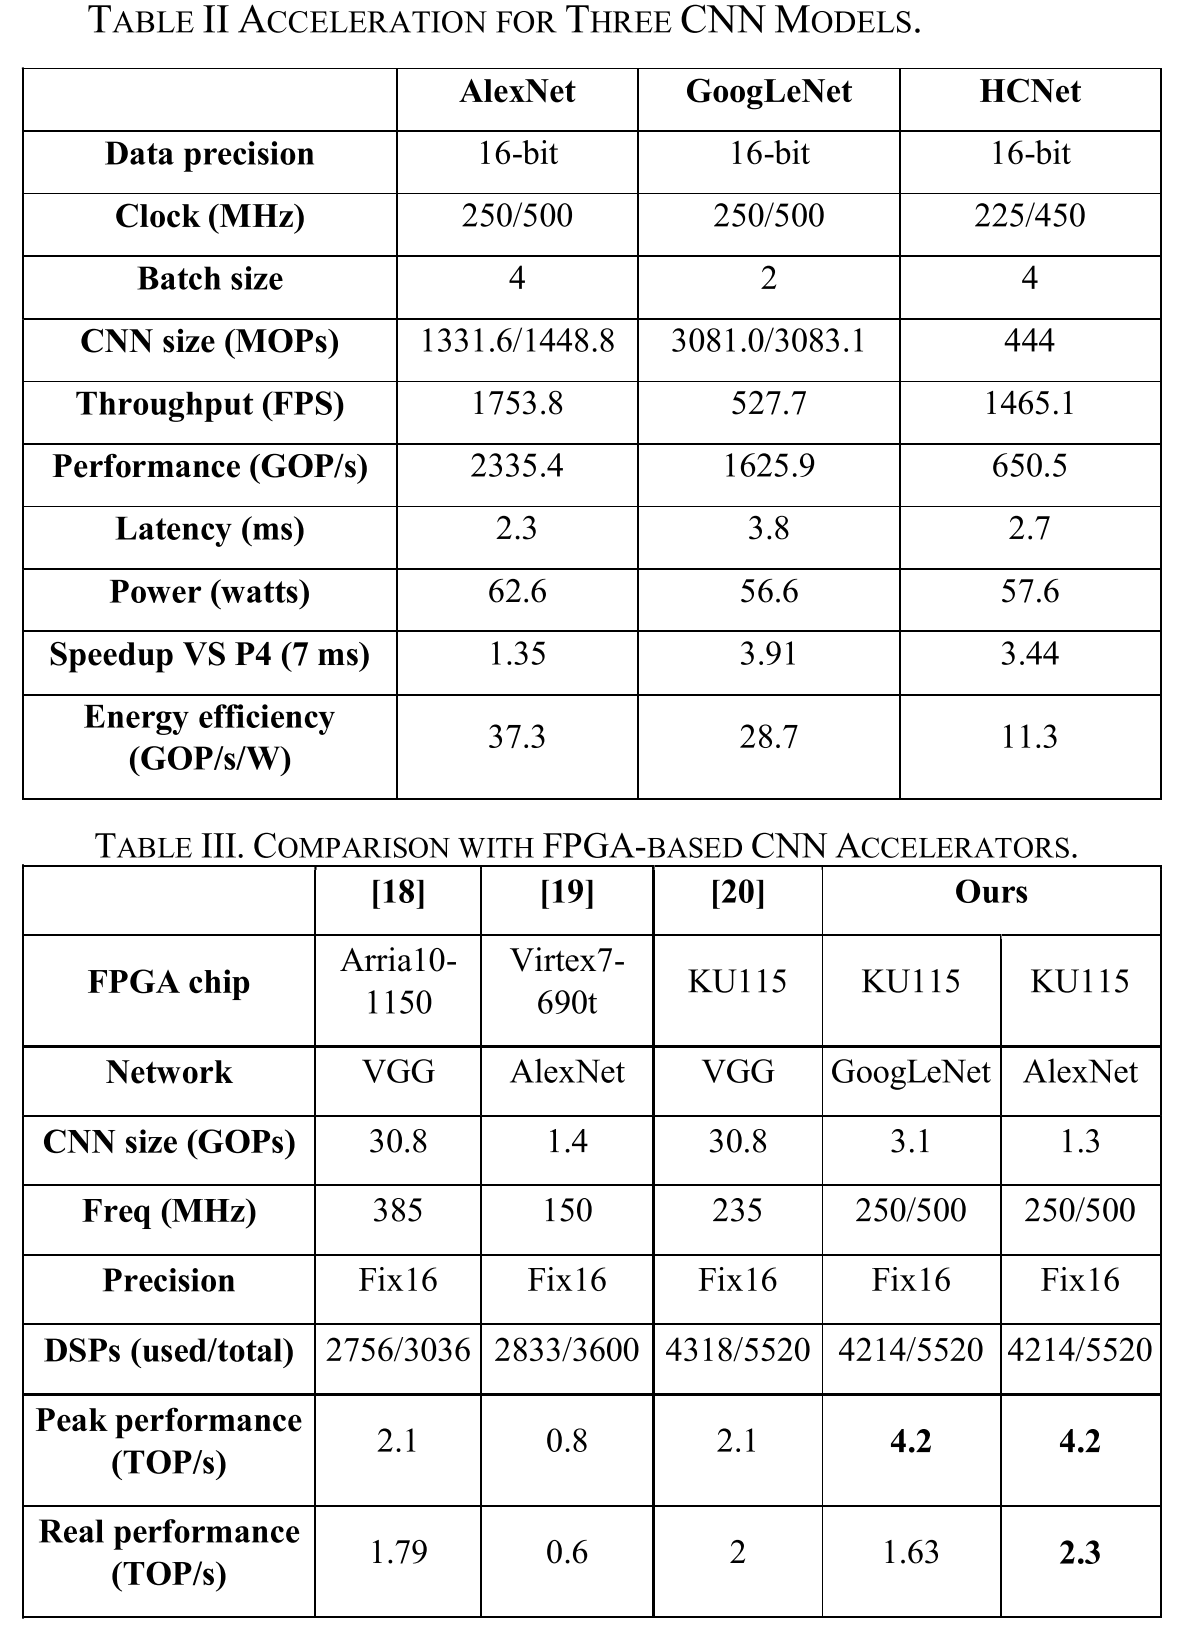 TABLE II ACCELERATION FOR THREE CNN MODELS.
AlexNet GoogLeNet HCNet
Data precision 16-bit 16-bit 16-bit
Clock (MHz) 250/500 250/500 225/450
Batch size 4 2 4
CNN size (MOPs) 1331.6/1448.8 3081.0/3083.1 444
Throughput (FPS) 1753.8 527.7 1465.1
Performance (GOP/s) 2335.4 1625.9 650.5
Latency (ms) 2.3 3.8 2.7
Power (watts) 62.6 56.6 57.6
Speedup VS P4 (7 ms) 1.35 3.91 3.44
Energy efficiency
(GOP/s/W) 37.3 28.7 11.3
TABLE III. COMPARISON WITH FPGA-BASED CNN ACCELERATORS.
[18] [19] [20] Ours
FPGA chip Arria10-
1150 Virtex7-
690t KU115 KU115 KU115
Network VGG AlexNet VGG GoogLeNet AlexNet
CNN size (GOPs) 30.8 1.4 30.8 3.1 1.3
Freq (MHz) 385 150 235 250/500 250/500
Precision Fix16 Fix16 Fix16 Fix16 Fix16
DSPs (used/total) 2756/3036 2833/3600 4318/5520 4214/5520 4214/5520
Peak performance
(TOP/s) 2.1 0.8 2.1 4.2 4.2
Real performance
(TOP/s) 1.79 0.6 2 1.63 2.3